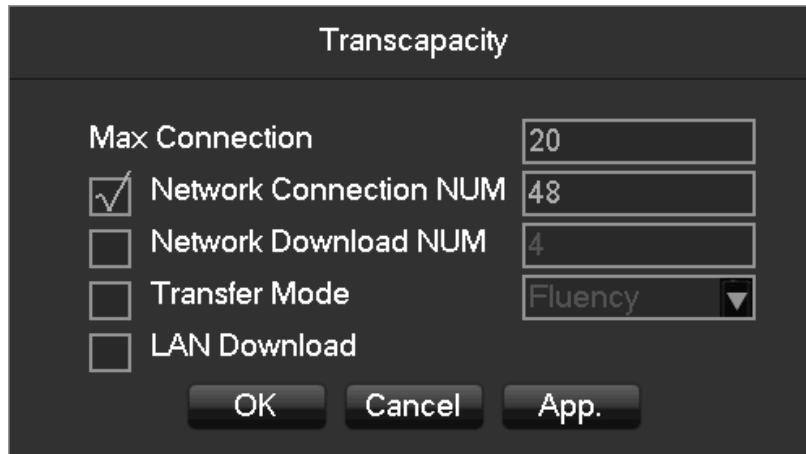 Transcapacity
Max Connection 20
Network Connection NUM 48
Network Download NUM 4
Transfer Mode Fluency
LAN Download
OK Cancel App.